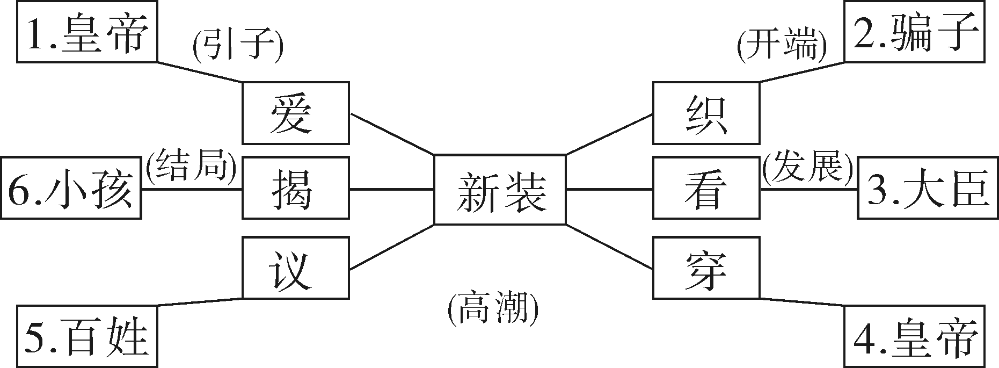 1.皇帝
(引子)
(开端)
2.骗子
爱
织
6.小孩
(结局)
揭
新装
看
(发展)
3.大臣
议
穿
(高潮)
5.百姓
4.皇帝